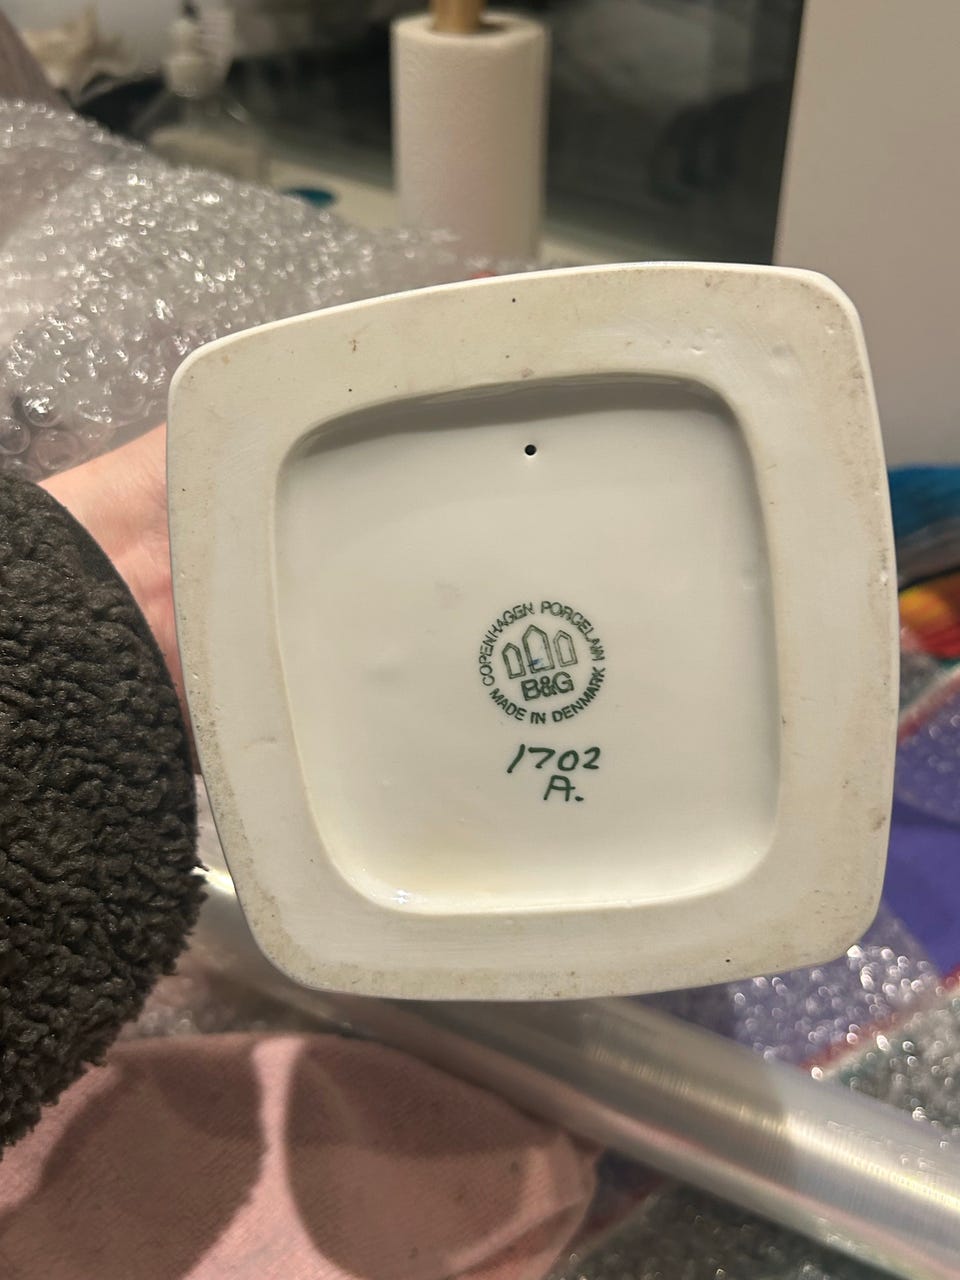 COPENHAGEN PORCELAIN
B&G
MADE IN DENMARK
1702
A.